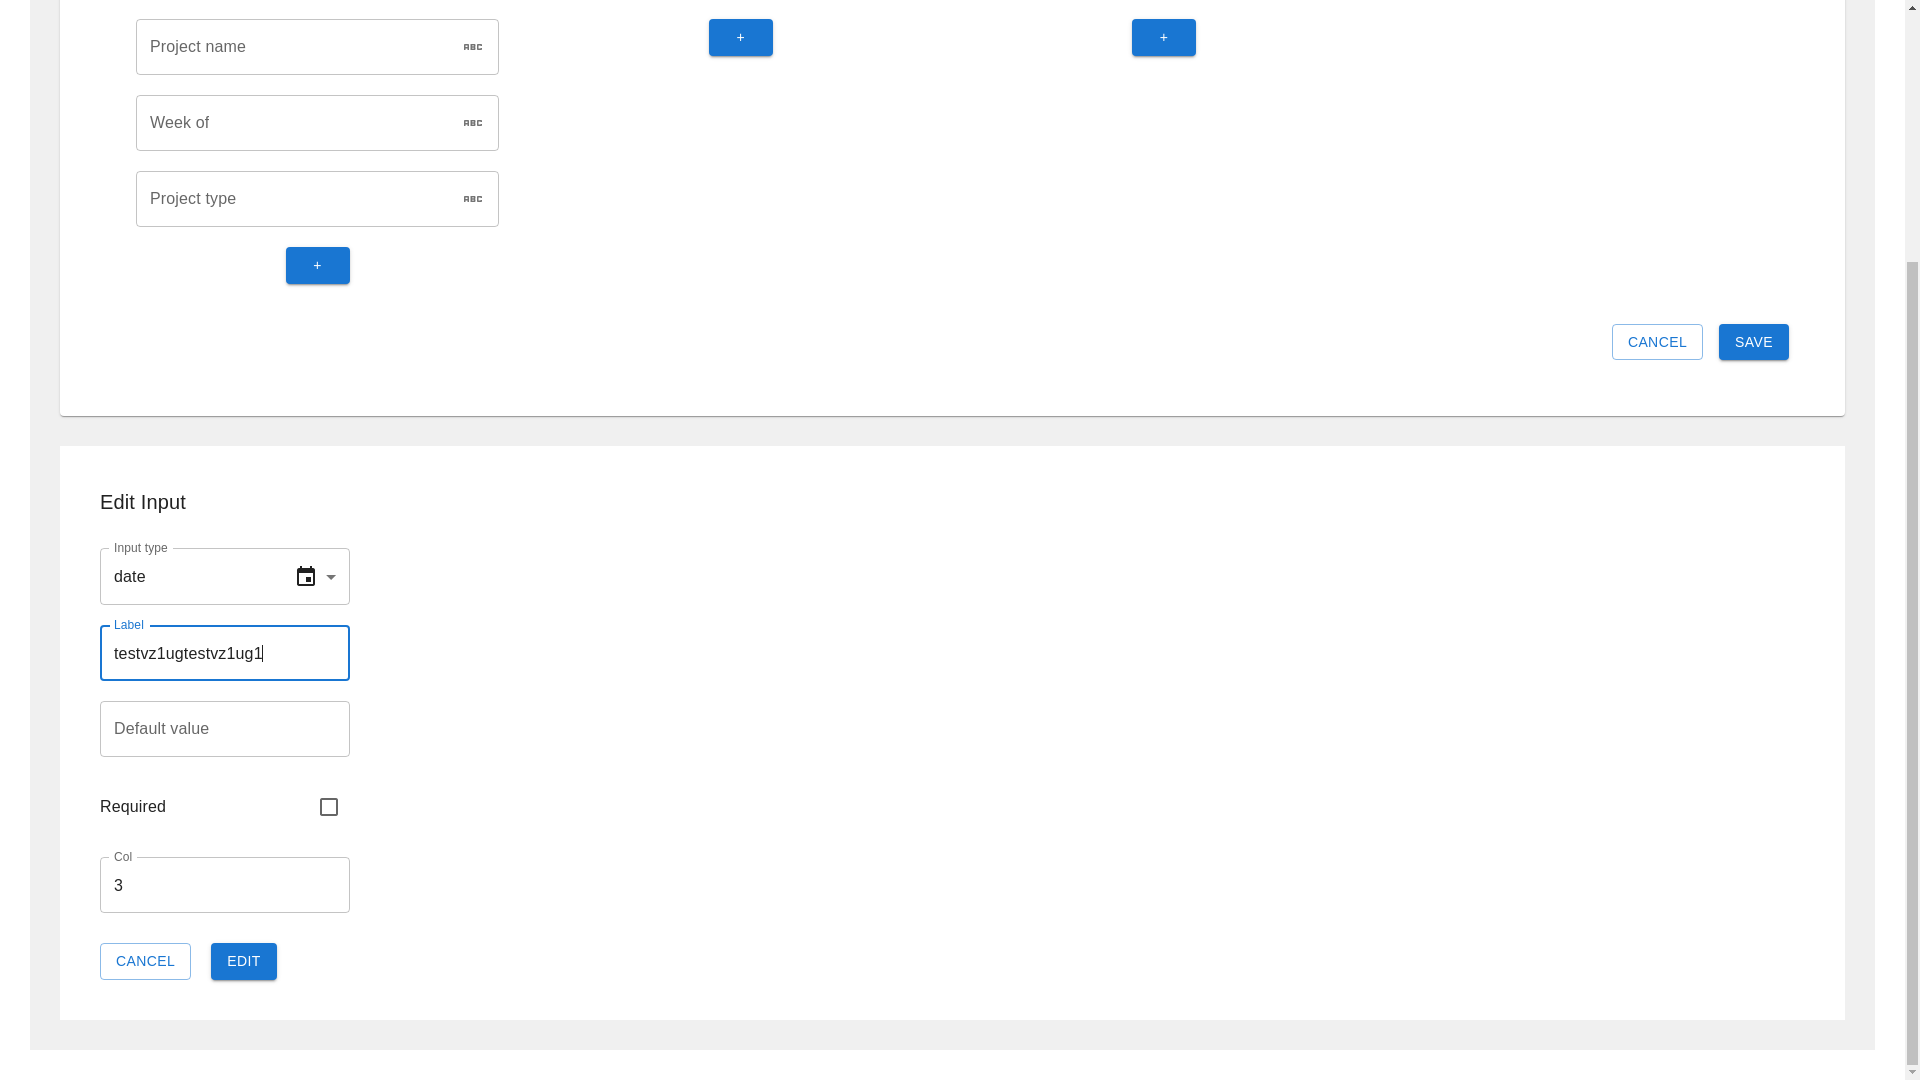 Project name
ABC
+
+
Week of
ABC
Project type
ABC
+
CANCEL
SAVE
Edit Input
Input type
date
Label
testvz1ugtestvz1ug1
Default value
Required
Col
3
CANCEL
EDIT